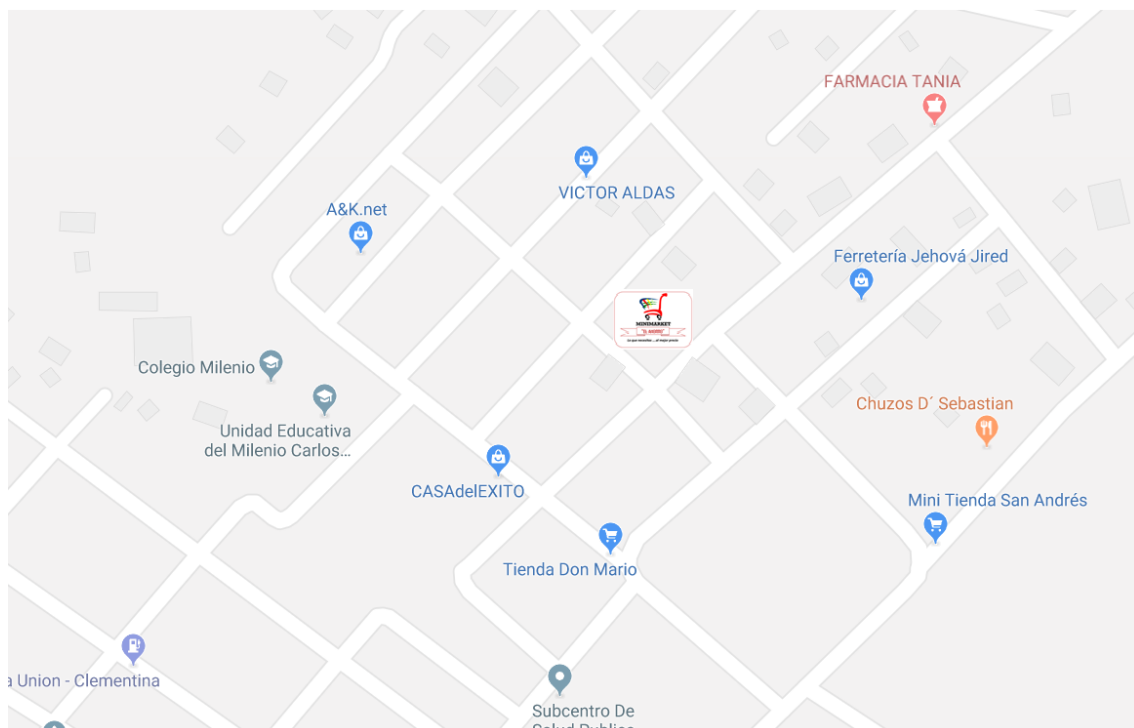 FARMACIA TANIA
VICTOR ALDAS
A&K.net
Ferretería Jehová Jired
MINIMARKET
Colegio Milenio
Unidad Educativa
del Milenio Carlos...
Chuzos D´ Sebastian
CASAdelEXITO
Mini Tienda San Andrés
Tienda Don Mario
Union - Clementina
Subcentro De